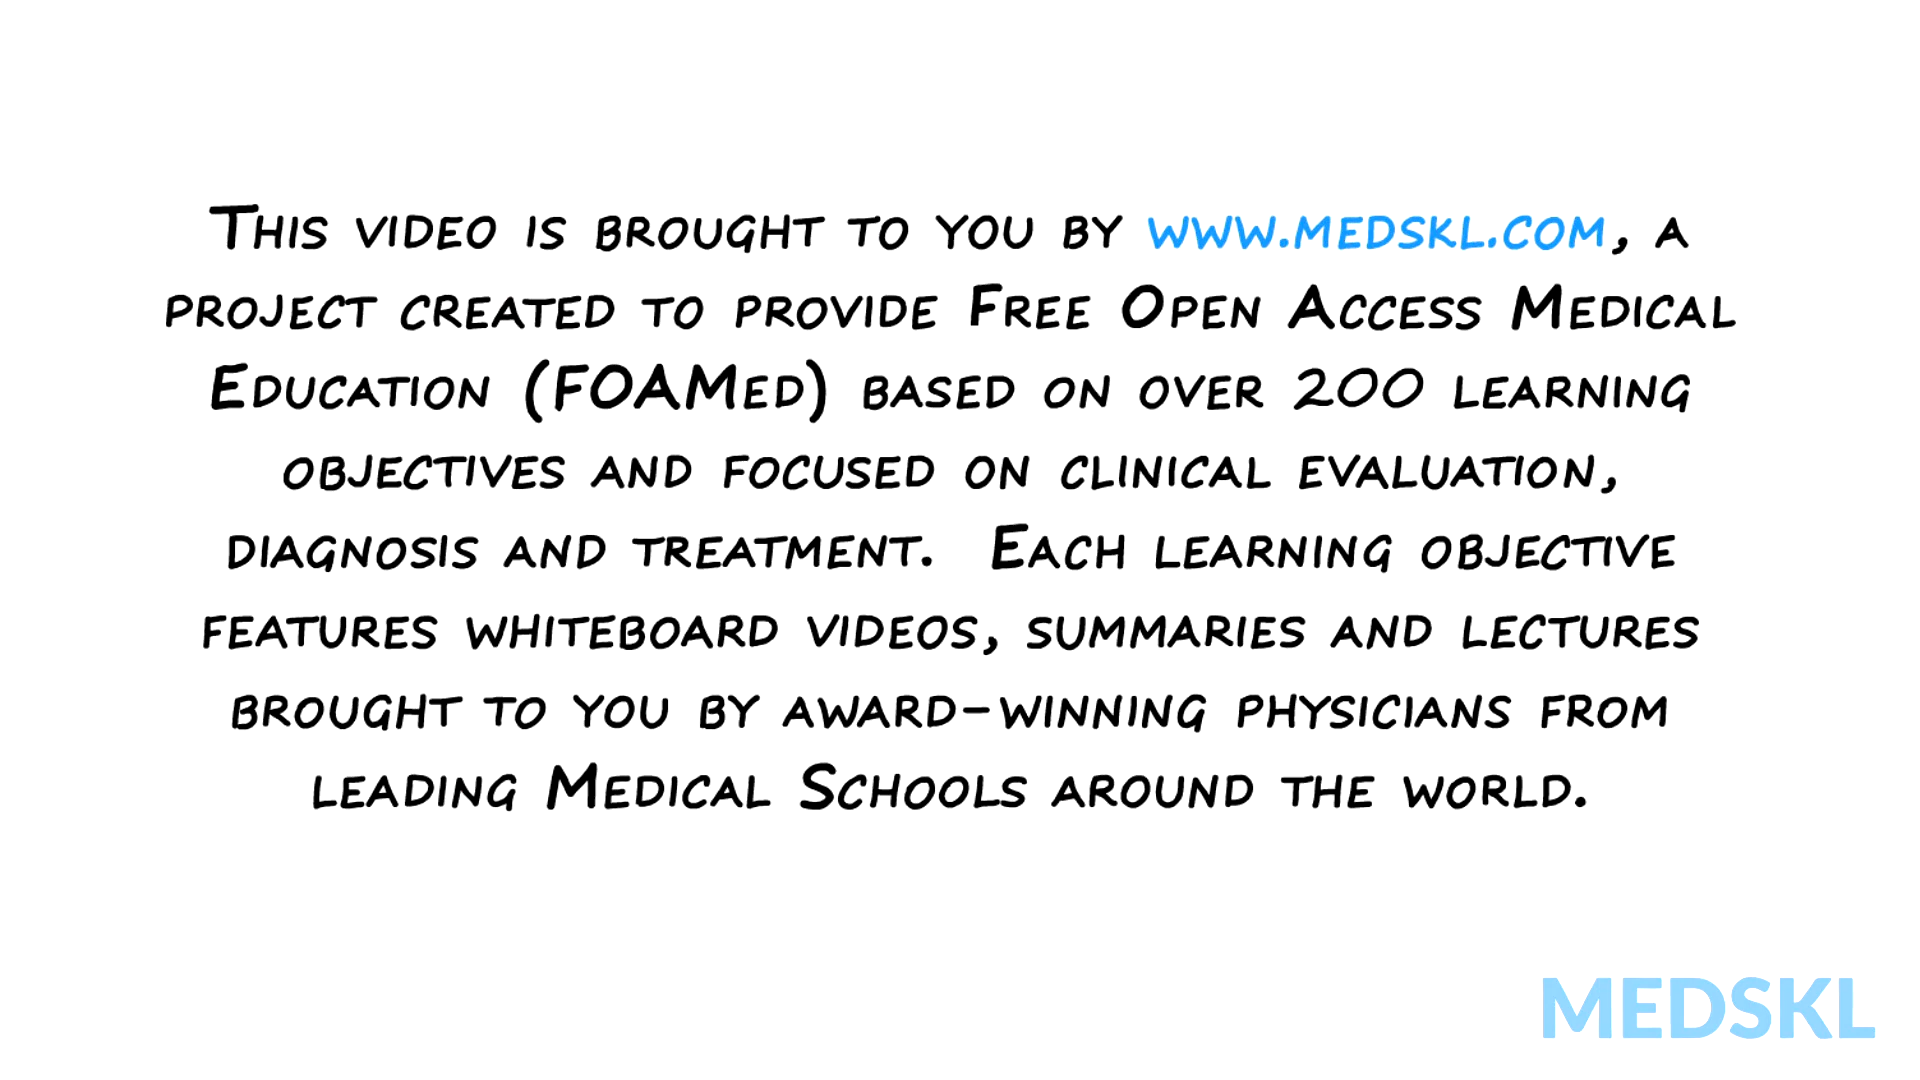 This video is brought to you by www.medskl.com, a
project created to provide Free Open Access Medical
Education (FOAMed) based on over 200 learning
objectives and focused on clinical evaluation,
diagnosis and treatment. Each learning objective
features whiteboard videos, summaries and lectures
brought to you by award-winning physicians from
leading Medical Schools around the world.
MEDSKL